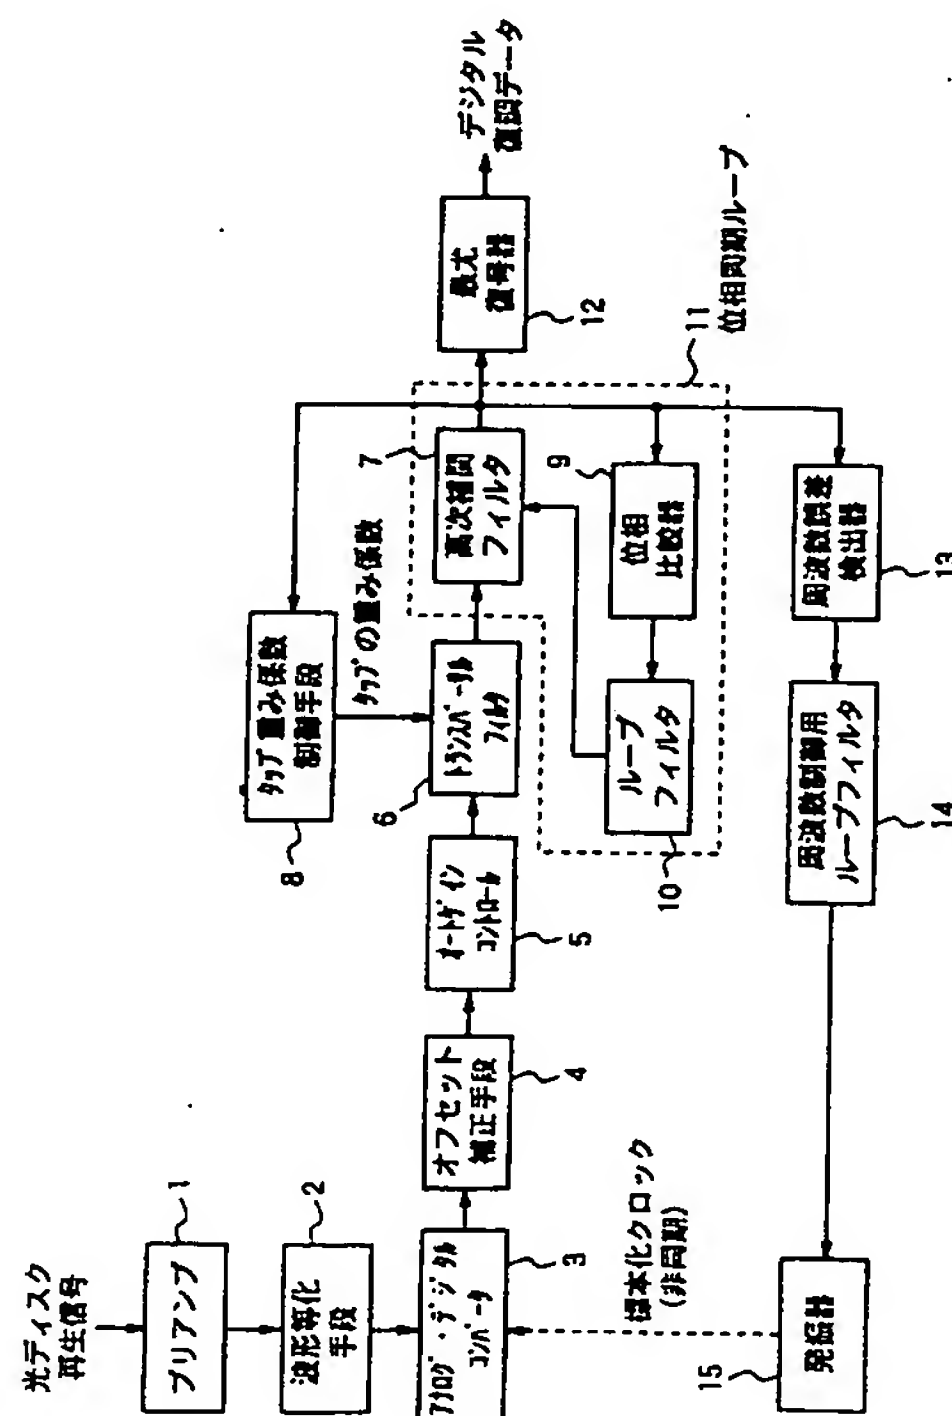 光ディスク
再生信号
プリアンプ
1
波形等化
手段
2
アナログ・デジタル
コンバータ
3
オフセット
補正手段
4
オートゲイン
コントロール
5
トランスバーサル
フィルタ
6
タップの重み係数
タップ重み係数
制御手段
8
高次補間
フィルタ
7
位相
比較器
9
ループ
フィルタ
10
11
位相同期ループ
最尤
復号器
12
デジタル
復調データ
周波数誤差
検出器
13
周波数制御用
ループフィルタ
14
発振器
15
標本化クロック
(非同期)